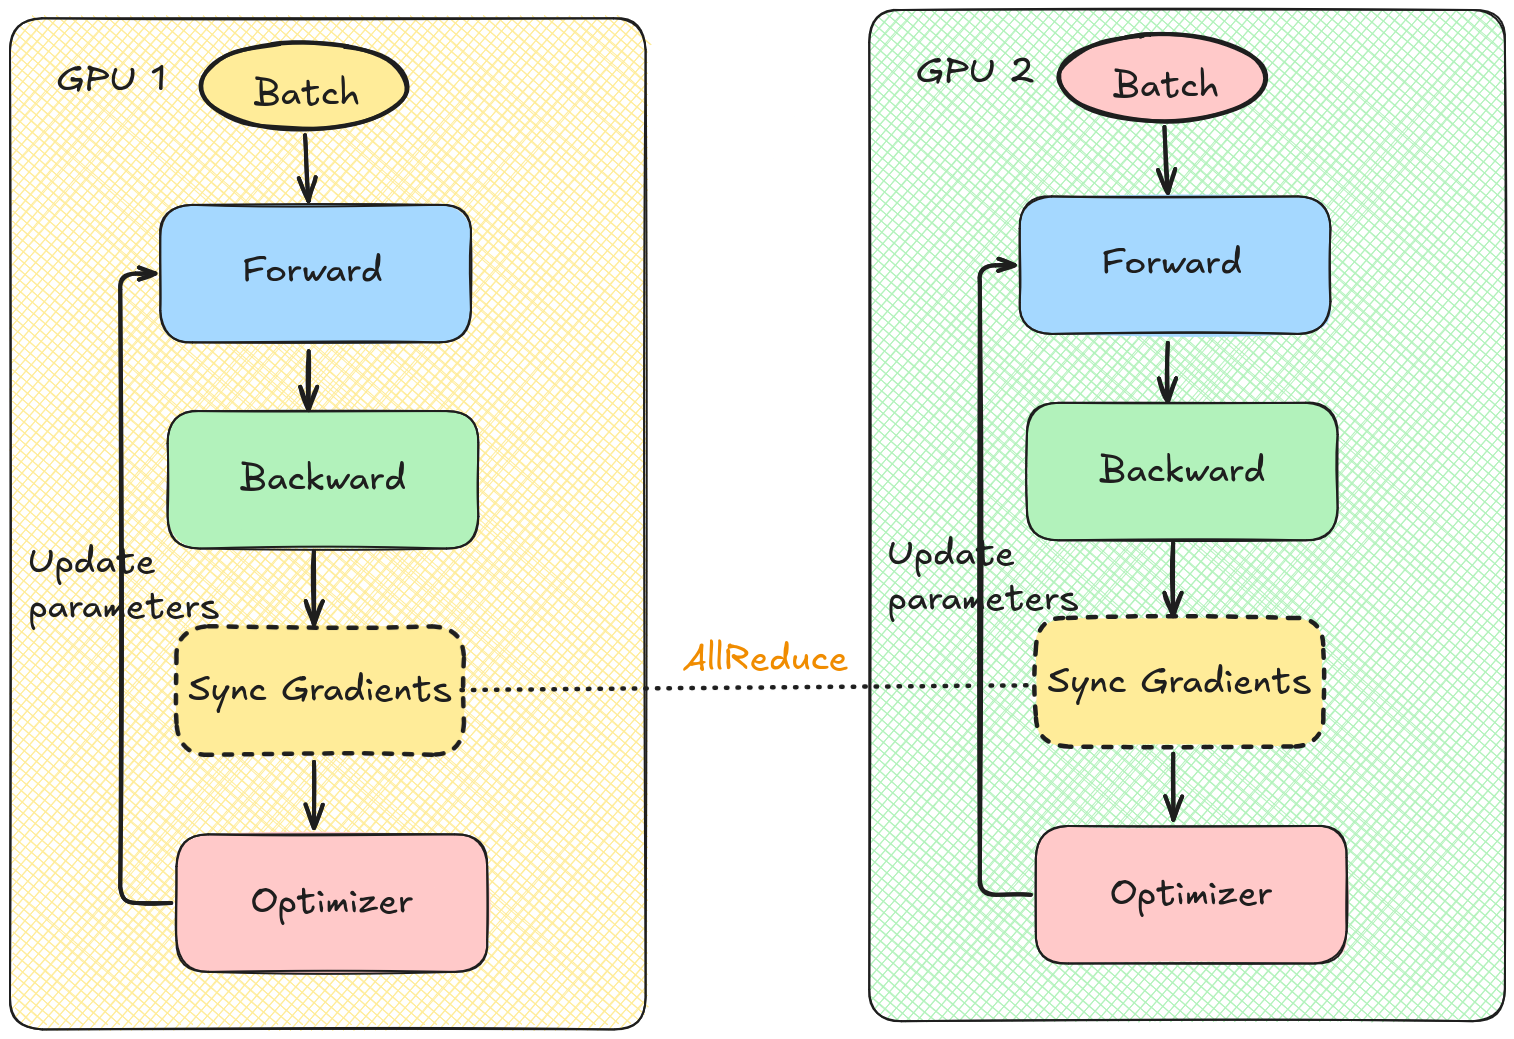 GPU 1
Batch
Forward
Backward
Update
parameters
Sync Gradients
Optimizer
AllReduce
GPU 2
Batch
Forward
Backward
Update
parameters
Sync Gradients
Optimizer